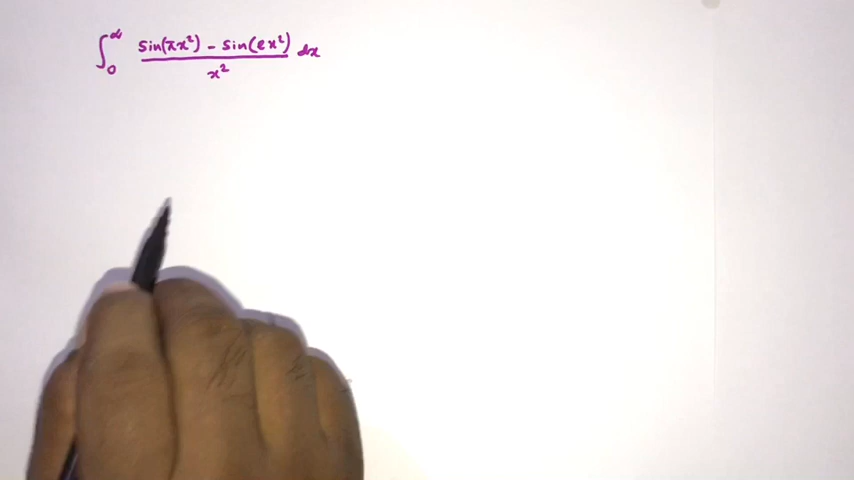 ∫₀^∞ (sin(πx²) - sin(ex²))/x² dx